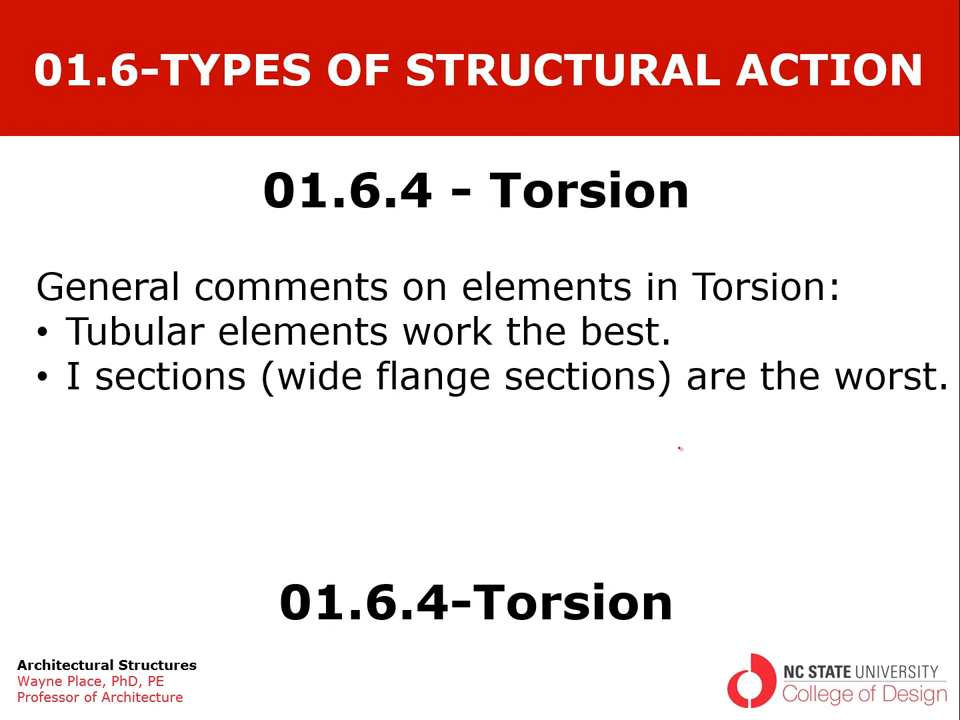 01.6-TYPES OF STRUCTURAL ACTION
01.6.4 - Torsion
General comments on elements in Torsion:
• Tubular elements work the best.
• I sections (wide flange sections) are the worst.
01.6.4-Torsion
Architectural Structures
Wayne Place, PhD, PE
Professor of Architecture
NC STATE UNIVERSITY
College of Design